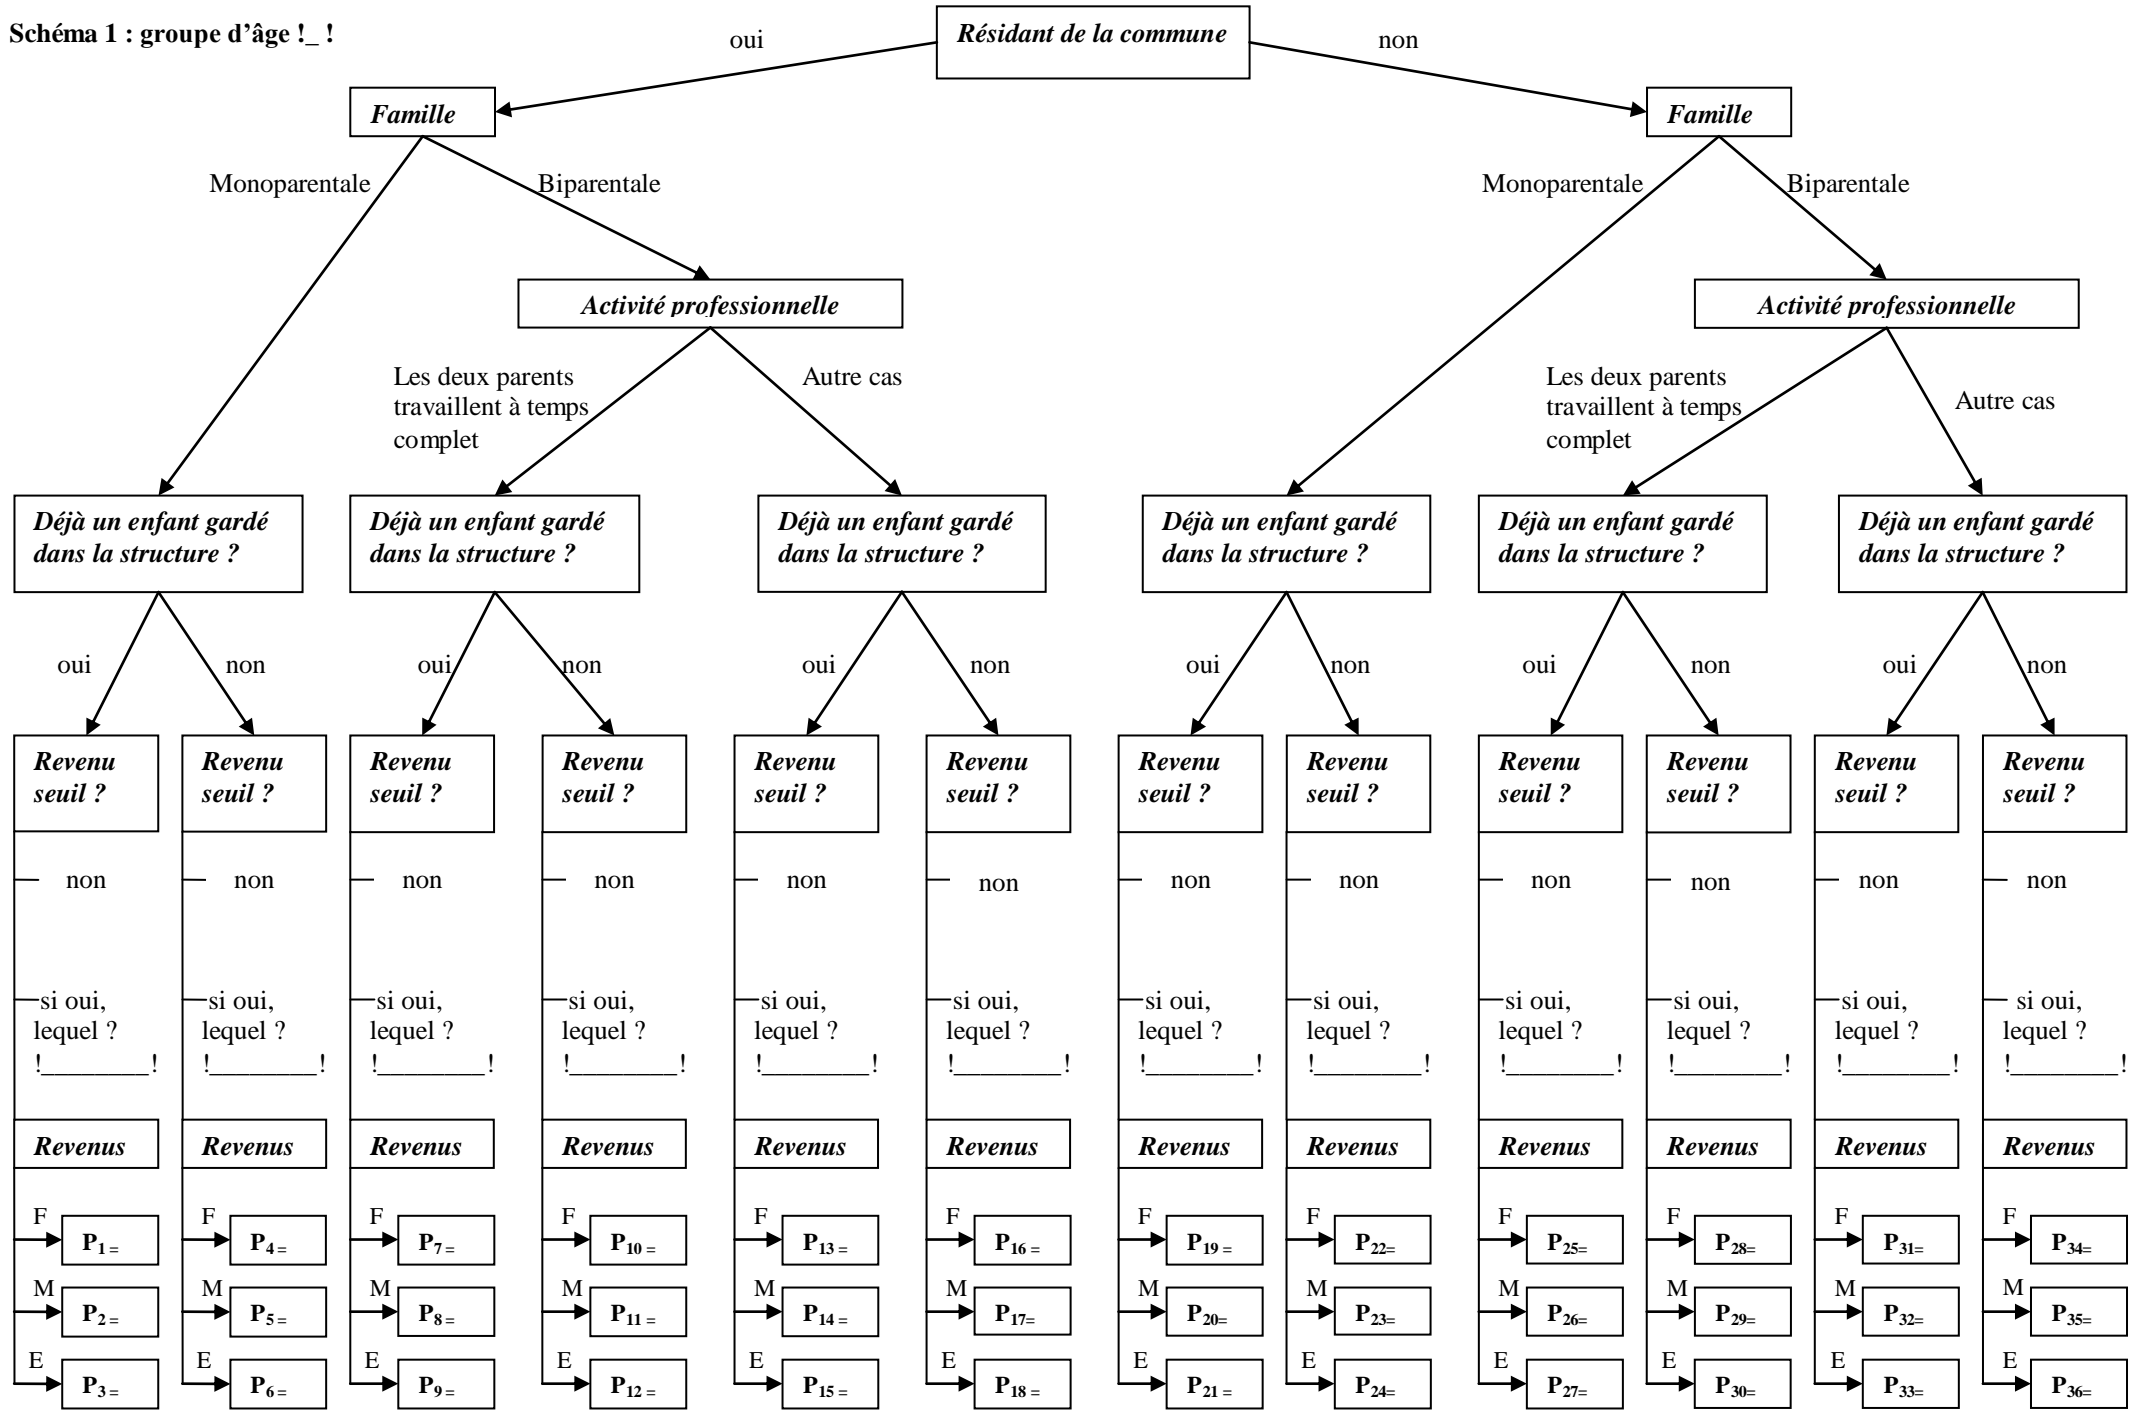 Schéma 1 : groupe d’âge !_ !
oui
Résidant de la commune
non
Famille
Famille
Monoparentale
Biparentale
Monoparentale
Biparentale
Activité professionnelle
Activité professionnelle
Les deux parents
travaillent à temps
complet
Autre cas
Les deux parents
travaillent à temps
complet
Autre cas
Déjà un enfant gardé
dans la structure ?
Déjà un enfant gardé
dans la structure ?
Déjà un enfant gardé
dans la structure ?
Déjà un enfant gardé
dans la structure ?
Déjà un enfant gardé
dans la structure ?
Déjà un enfant gardé
dans la structure ?
oui non oui non oui non oui non oui non oui non
Revenu
seuil ?
Revenu
seuil ?
Revenu
seuil ?
Revenu
seuil ?
Revenu
seuil ?
Revenu
seuil ?
Revenu
seuil ?
Revenu
seuil ?
Revenu
seuil ?
Revenu
seuil ?
Revenu
seuil ?
Revenu
seuil ?
non non non non non non non non non non non non
si oui,
lequel ?
!________!
si oui,
lequel ?
!________!
si oui,
lequel ?
!________!
si oui,
lequel ?
!________!
si oui,
lequel ?
!________!
si oui,
lequel ?
!________!
si oui,
lequel ?
!________!
si oui,
lequel ?
!________!
si oui,
lequel ?
!________!
si oui,
lequel ?
!________!
si oui,
lequel ?
!________!
si oui,
lequel ?
!________!
Revenus Revenus Revenus Revenus Revenus Revenus Revenus Revenus Revenus Revenus Revenus Revenus
F P1 = F P4 = F P7 = F P10 = F P13 = F P16 = F P19 = F P22= F P25= F P28= F P31= F P34=
M P2 = M P5 = M P8 = M P11 = M P14 = M P17= M P20= M P23= M P26= M P29= M P32= M P35=
E P3 = E P6 = E P9 = E P12 = E P15 = E P18 = E P21 = E P24= E P27= E P30= E P33= E P36=